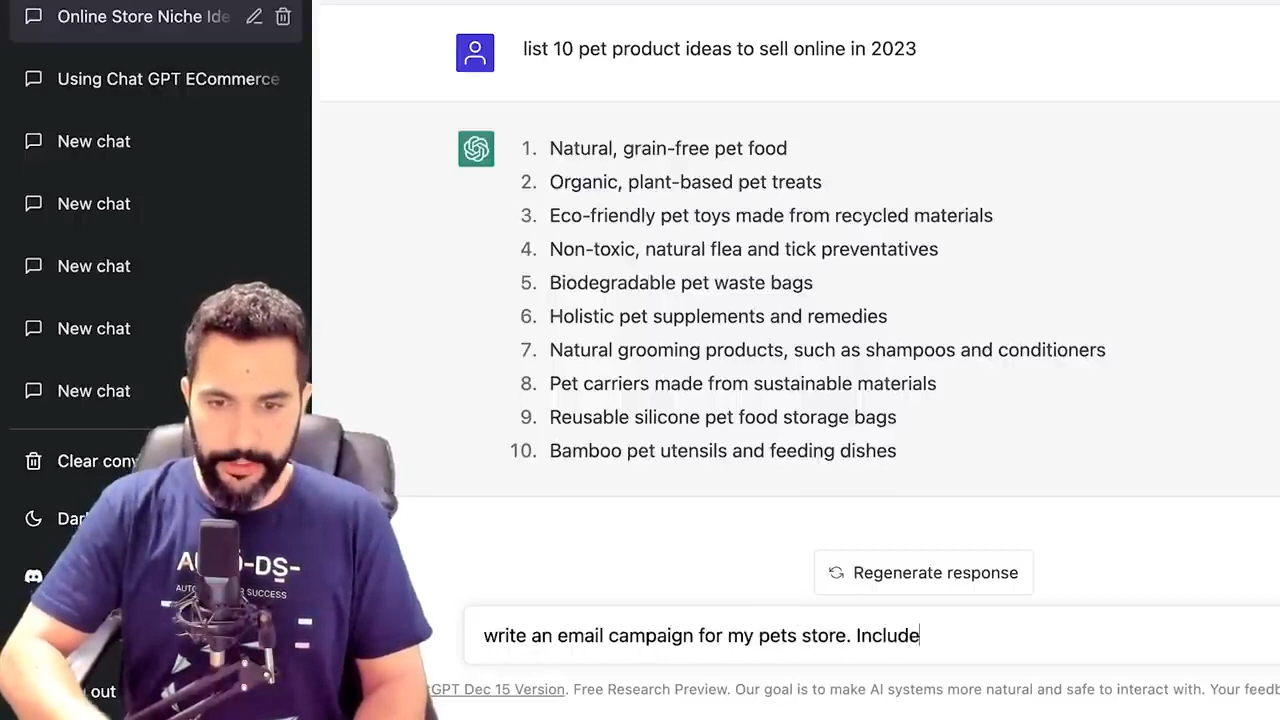 Online Store Niche Ide
Using Chat GPT ECommerce
New chat
New chat
New chat
New chat
New chat
Clear conv
Dar
out
list 10 pet product ideas to sell online in 2023
1. Natural, grain-free pet food
2. Organic, plant-based pet treats
3. Eco-friendly pet toys made from recycled materials
4. Non-toxic, natural flea and tick preventatives
5. Biodegradable pet waste bags
6. Holistic pet supplements and remedies
7. Natural grooming products, such as shampoos and conditioners
8. Pet carriers made from sustainable materials
9. Reusable silicone pet food storage bags
10. Bamboo pet utensils and feeding dishes
Regenerate response
write an email campaign for my pets store. Include
GPT Dec 15 Version. Free Research Preview. Our goal is to make AI systems more natural and safe to interact with. Your feedb
-DS-
SUCCESS